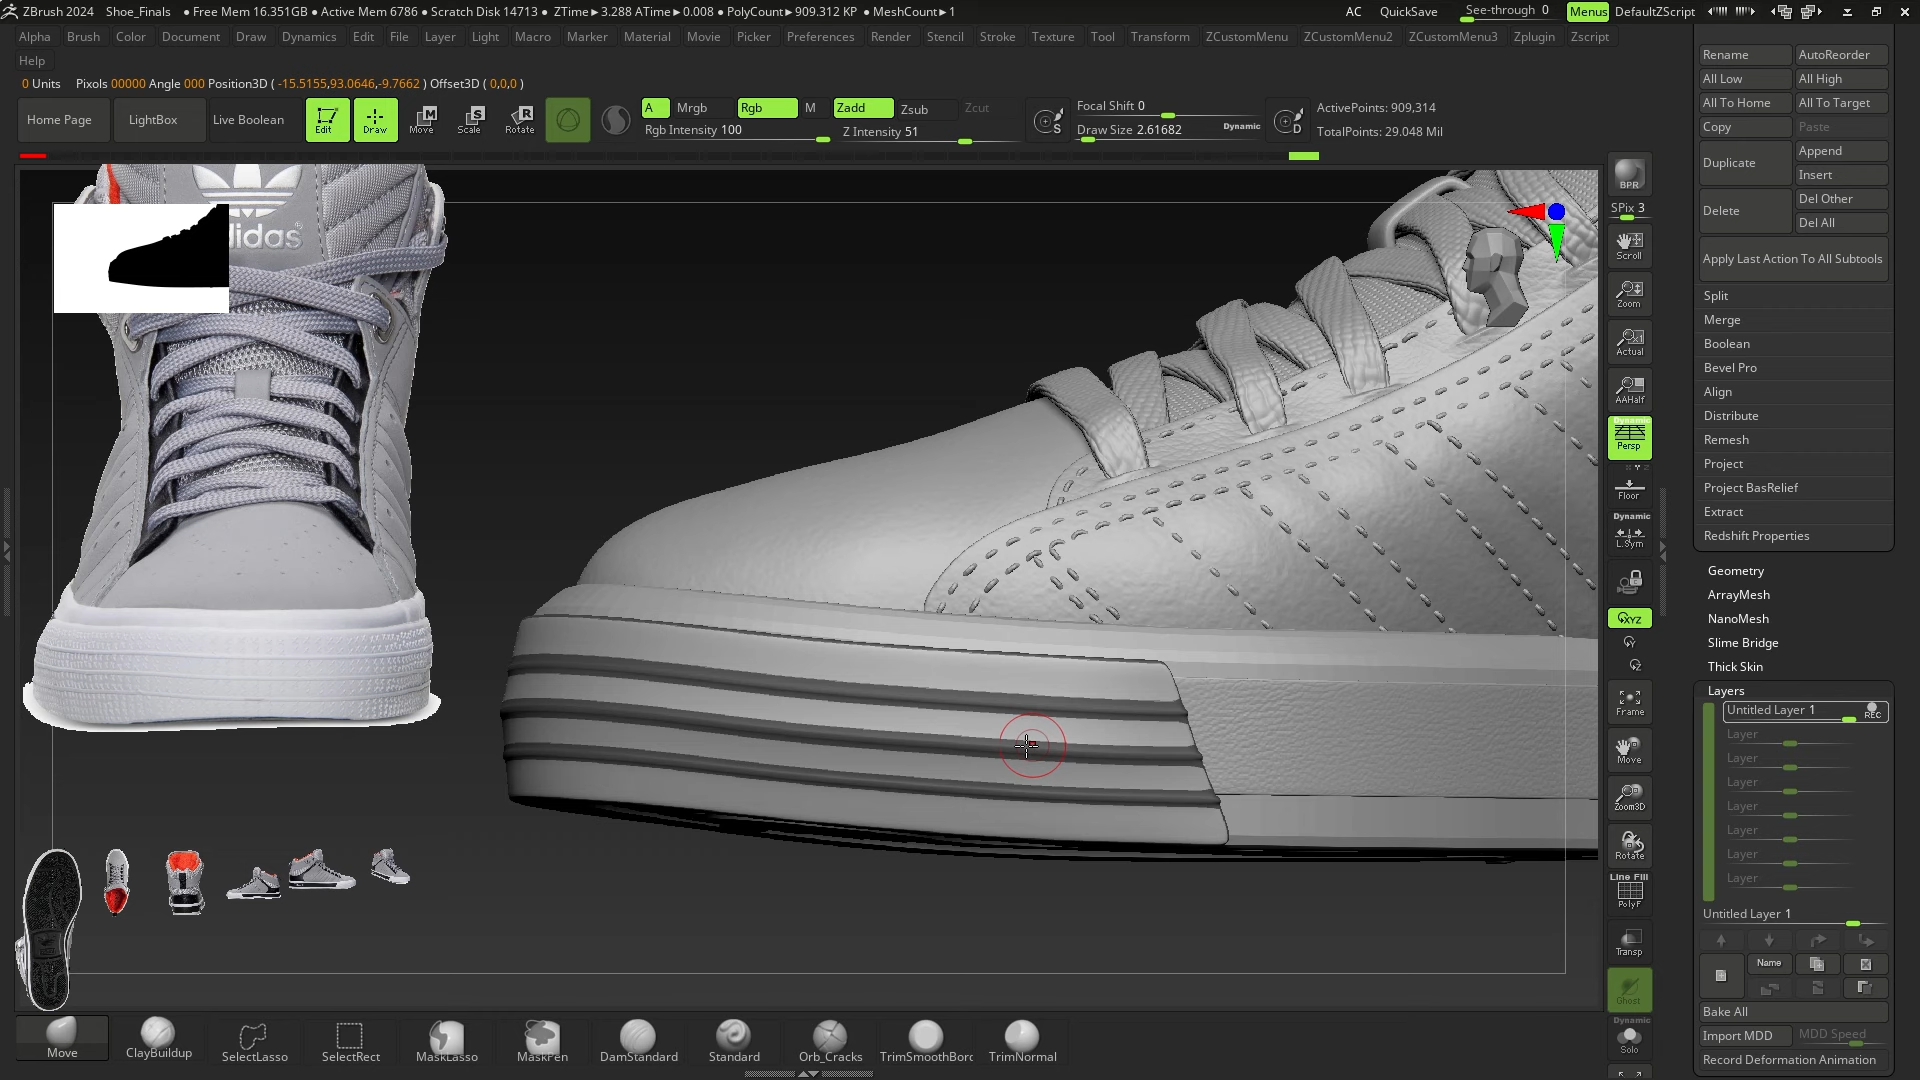 ZBrush 2024 Shoe_Finals ● Free Mem 16.351GB ● Active Mem 6786 ● Scratch Disk 14713 ● ZTime►3.288 ATime►0.008 ● PolyCount►909.312 KP ● MeshCount►1 AC QuickSave See-through 0 Menus DefaultZScript
Alpha Brush Color Document Draw Dynamics Edit File Layer Light Macro Marker Material Movie Picker Preferences Render Stencil Stroke Texture Tool Transform ZCustomMenu ZCustomMenu2 ZCustomMenu3 Zplugin Zscript
Help
0 Units Pixols 00000 Angle 000 Position3D ( -15.5155,93.0646,-9.7662 ) Offset3D ( 0,0,0 )
Home Page LightBox Live Boolean Edit Draw Move Scale Rotate
A Mrgb Rgb M Zadd Zsub Zcut Focal Shift 0 ActivePoints: 909,314
Rgb Intensity 100 Z Intensity 51 Draw Size 2.61682 Dynamic TotalPoints: 29.048 Mil
adidas
BPR
SPix 3
Scroll
Zoom
Actual
AAHalf
Dynamic
Persp
Floor
Dynamic
L.Sym
XYZ
Y
Z
Frame
Move
Zoom3D
Rotate
Line Fill
PolyF
Transp
Ghost
Dynamic
Solo
Rename AutoReorder
All Low All High
All To Home All To Target
Copy Paste
Duplicate Append
Insert
Delete Del Other
Del All
Apply Last Action To All Subtools
Split
Merge
Boolean
Bevel Pro
Align
Distribute
Remesh
Project
Project BasRelief
Extract
Redshift Properties
Geometry
ArrayMesh
NanoMesh
Slime Bridge
Thick Skin
Layers
Untitled Layer 1 REC
Layer
Layer
Layer
Layer
Layer
Layer
Layer
Untitled Layer 1
Name
Bake All
Import MDD MDD Speed
Record Deformation Animation
Move ClayBuildup SelectLasso SelectRect MaskLasso MaskPen DamStandard Standard Orb_Cracks TrimSmoothBorc TrimNormal